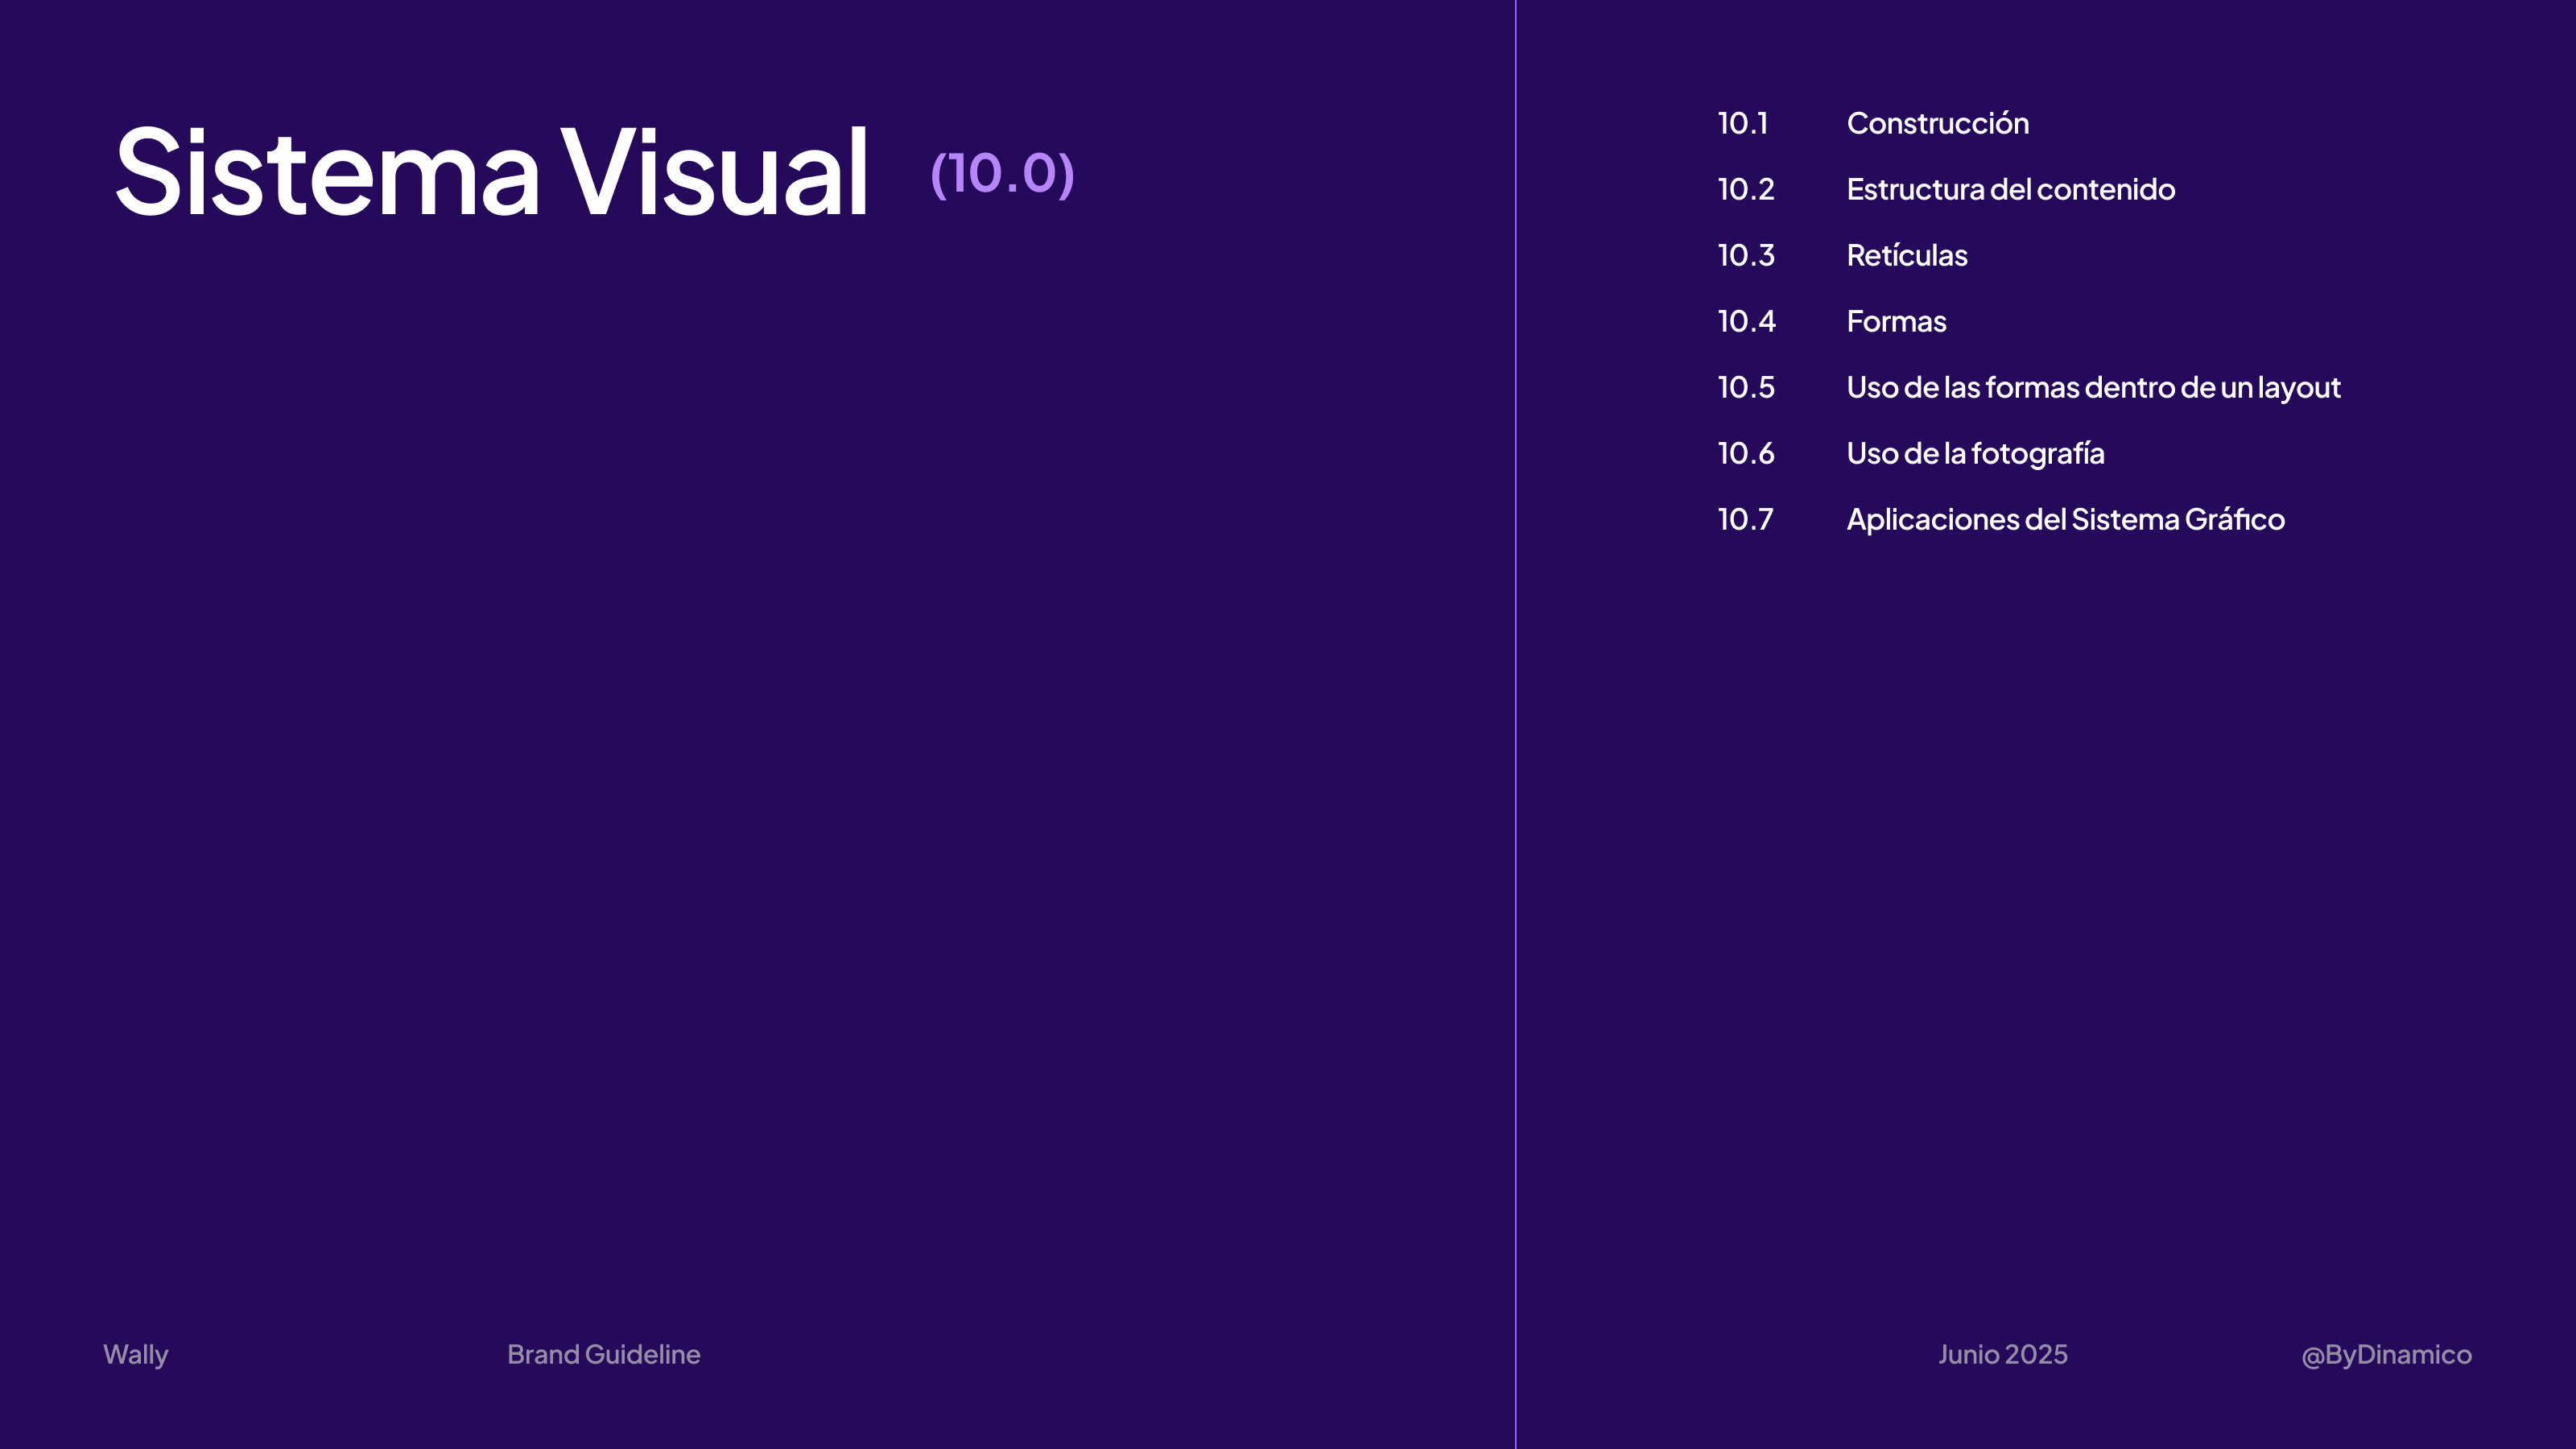 Sistema Visual (10.0)
10.1 Construcción
10.2 Estructura del contenido
10.3 Retículas
10.4 Formas
10.5 Uso de las formas dentro de un layout
10.6 Uso de la fotografía
10.7 Aplicaciones del Sistema Gráfico
Wally Brand Guideline Junio 2025 @ByDinamico